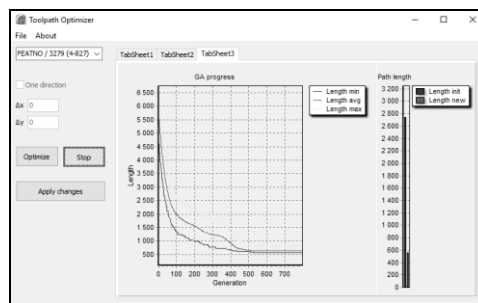 Toolpath Optimizer
File About
FEATNO / 3279 (4-827)
TabSheet1 TabSheet2 TabSheet3
One direction
Δx 0
Δy 0
Optimize Stop
Apply changes
GA progress
Length min
Length avg
Length max
Length
6 500
6 000
5 500
5 000
4 500
4 000
3 500
3 000
2 500
2 000
1 500
1 000
500
0 100 200 300 400 500 600 700
Generation
Path length
Length init
Length new
3 200
3 000
2 800
2 600
2 400
2 200
2 000
1 800
1 600
1 400
1 200
1 000
800
600
400
200
0